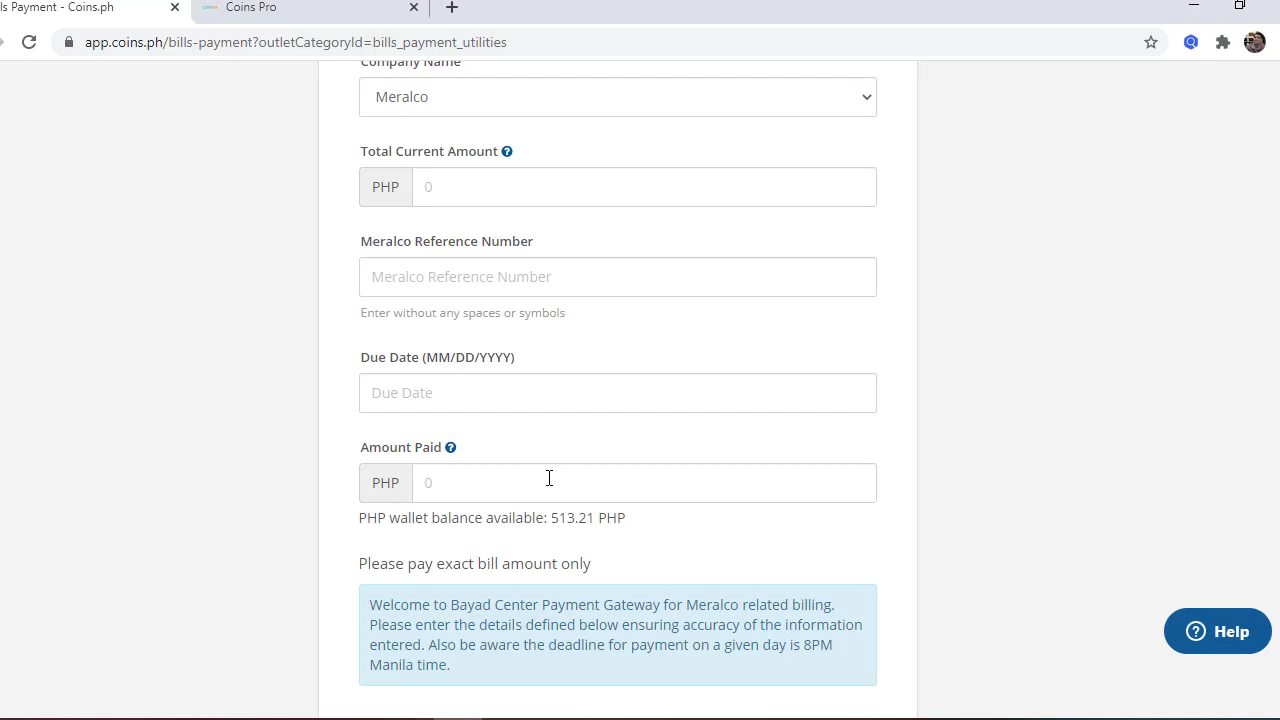 ls Payment - Coins.ph
Coins Pro
app.coins.ph/bills-payment?outletCategoryId=bills_payment_utilities
Company Name
Meralco
Total Current Amount
PHP 0
Meralco Reference Number
Meralco Reference Number
Enter without any spaces or symbols
Due Date (MM/DD/YYYY)
Due Date
Amount Paid
PHP 0
PHP wallet balance available: 513.21 PHP
Please pay exact bill amount only
Welcome to Bayad Center Payment Gateway for Meralco related billing.
Please enter the details defined below ensuring accuracy of the information
entered. Also be aware the deadline for payment on a given day is 8PM
Manila time.
Help